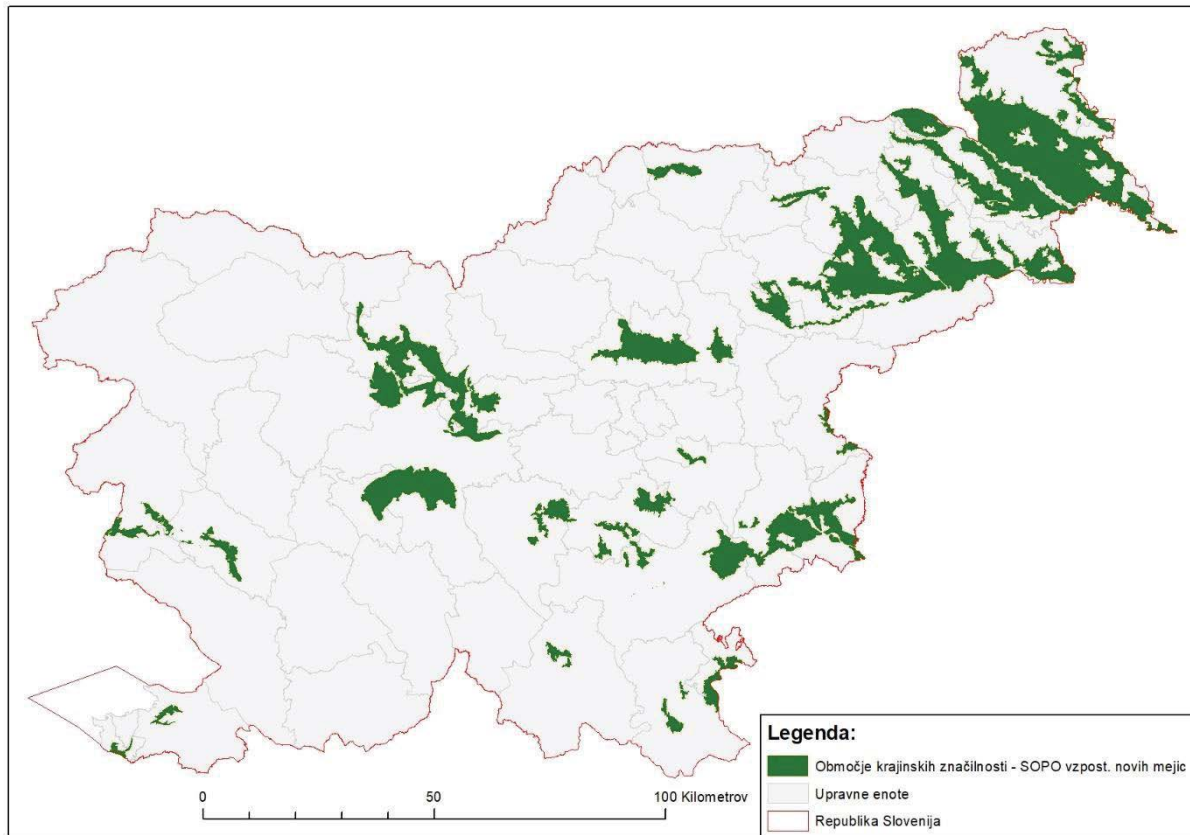 Legenda:
Območje krajinskih značilnosti - SOPO vzpost. novih mejic
Upravne enote
Republika Slovenija
0 50 100 Kilometrov